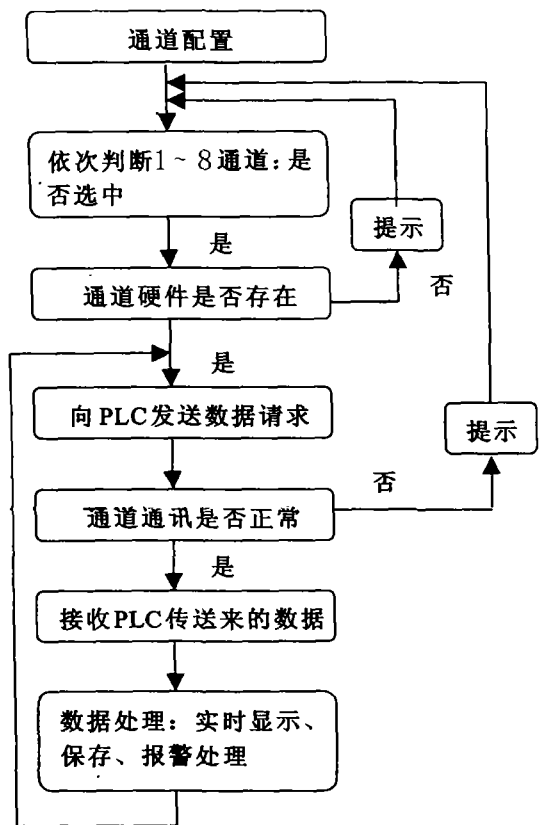 通道配置
依次判断1~8通道:是
否选中
提示
是
否
通道硬件是否存在
是
向PLC发送数据请求
提示
否
通道通讯是否正常
是
接收PLC传送来的数据
数据处理:实时显示、
保存、报警处理